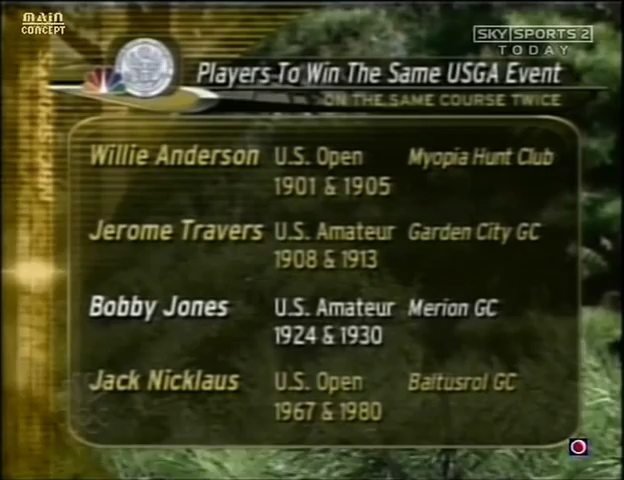 MAIN
CONCEPT
SKY SPORTS 2
TODAY
Players To Win The Same USGA Event
ON THE SAME COURSE TWICE
Willie Anderson U.S. Open Myopia Hunt Club
1901 & 1905
Jerome Travers U.S. Amateur Garden City GC
1908 & 1913
Bobby Jones U.S. Amateur Merion GC
1924 & 1930
Jack Nicklaus U.S. Open Baltusrol GC
1967 & 1980